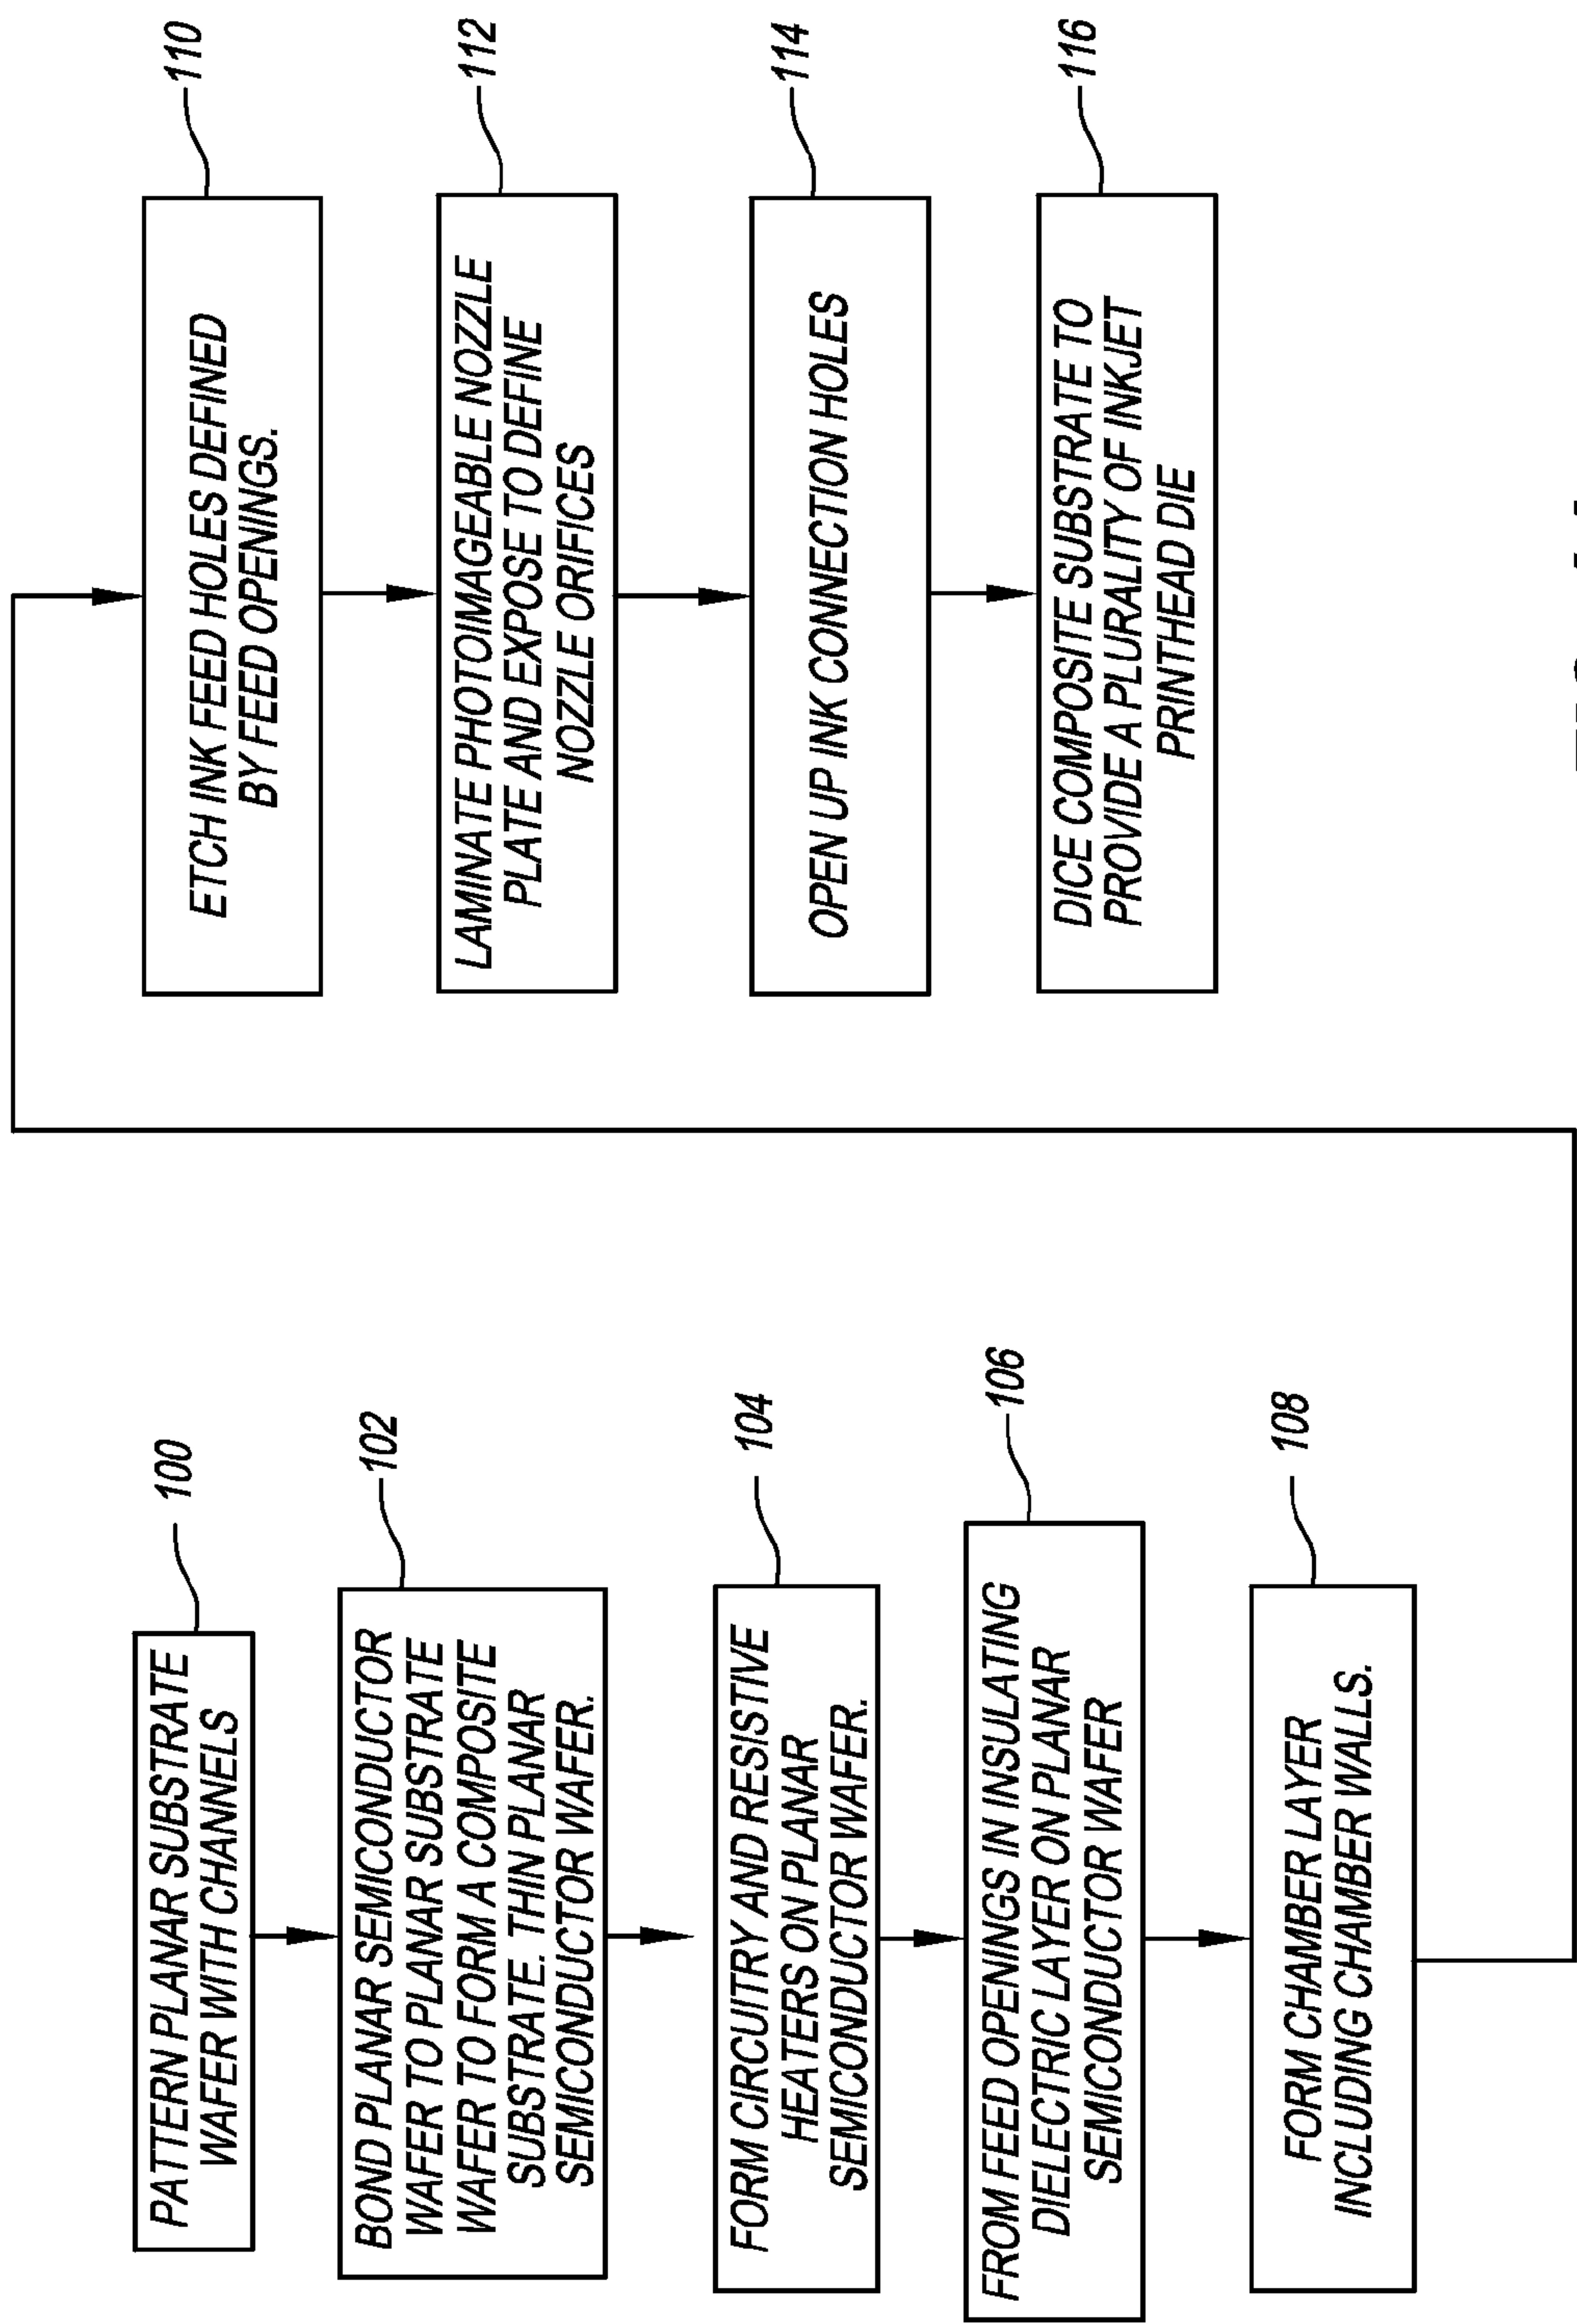 PATTERN PLANAR SUBSTRATE
WAFER WITH CHANNELS
100
BOND PLANAR SEMICONDUCTOR
WAFER TO PLANAR SUBSTRATE
WAFER TO FORM A COMPOSITE
SUBSTRATE. THIN PLANAR
SEMICONDUCTOR WAFER.
102
FORM CIRCUITRY AND RESISTIVE
HEATERS ON PLANAR
SEMICONDUCTOR WAFER.
104
FROM FEED OPENINGS IN INSULATING
DIELECTRIC LAYER ON PLANAR
SEMICONDUCTOR WAFER
106
FORM CHAMBER LAYER
INCLUDING CHAMBER WALLS.
108
ETCH INK FEED HOLES DEFINED
BY FEED OPENINGS.
110
LAMINATE PHOTOIMAGEABLE NOZZLE
PLATE AND EXPOSE TO DEFINE
NOZZLE ORIFICES
112
OPEN UP INK CONNECTION HOLES
114
DICE COMPOSITE SUBSTRATE TO
PROVIDE A PLURALITY OF INKJET
PRINTHEAD DIE
116